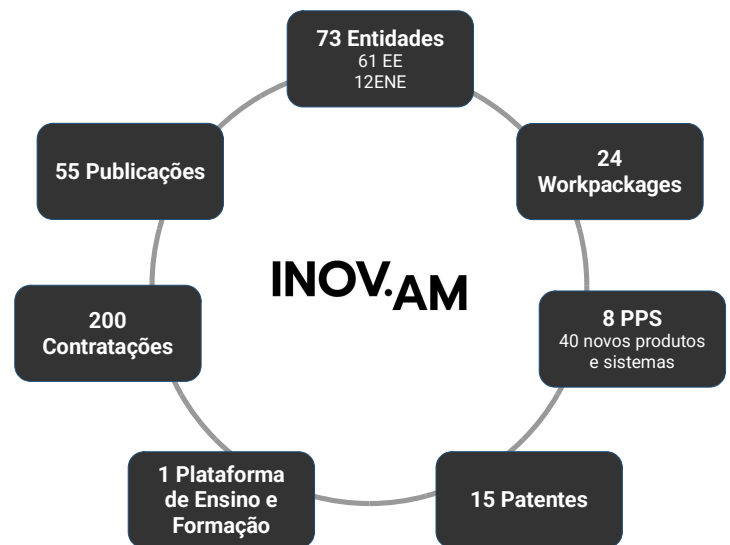 73 Entidades
61 EE
12ENE
24
Workpackages
8 PPS
40 novos produtos
e sistemas
15 Patentes
1 Plataforma
de Ensino e
Formação
200
Contratações
55 Publicações
INOV.AM